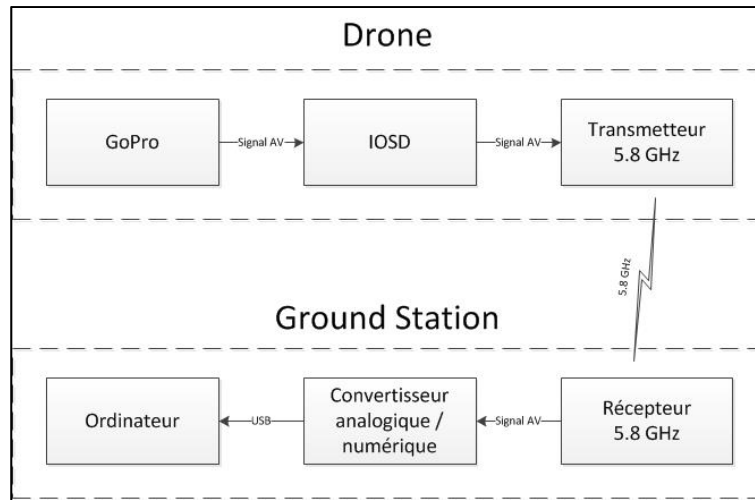 Drone
GoPro
Signal AV
IOSD
Signal AV
Transmetteur
5.8 GHz
5.8 GHz
Ground Station
Ordinateur
USB
Convertisseur
analogique /
numérique
Signal AV
Récepteur
5.8 GHz